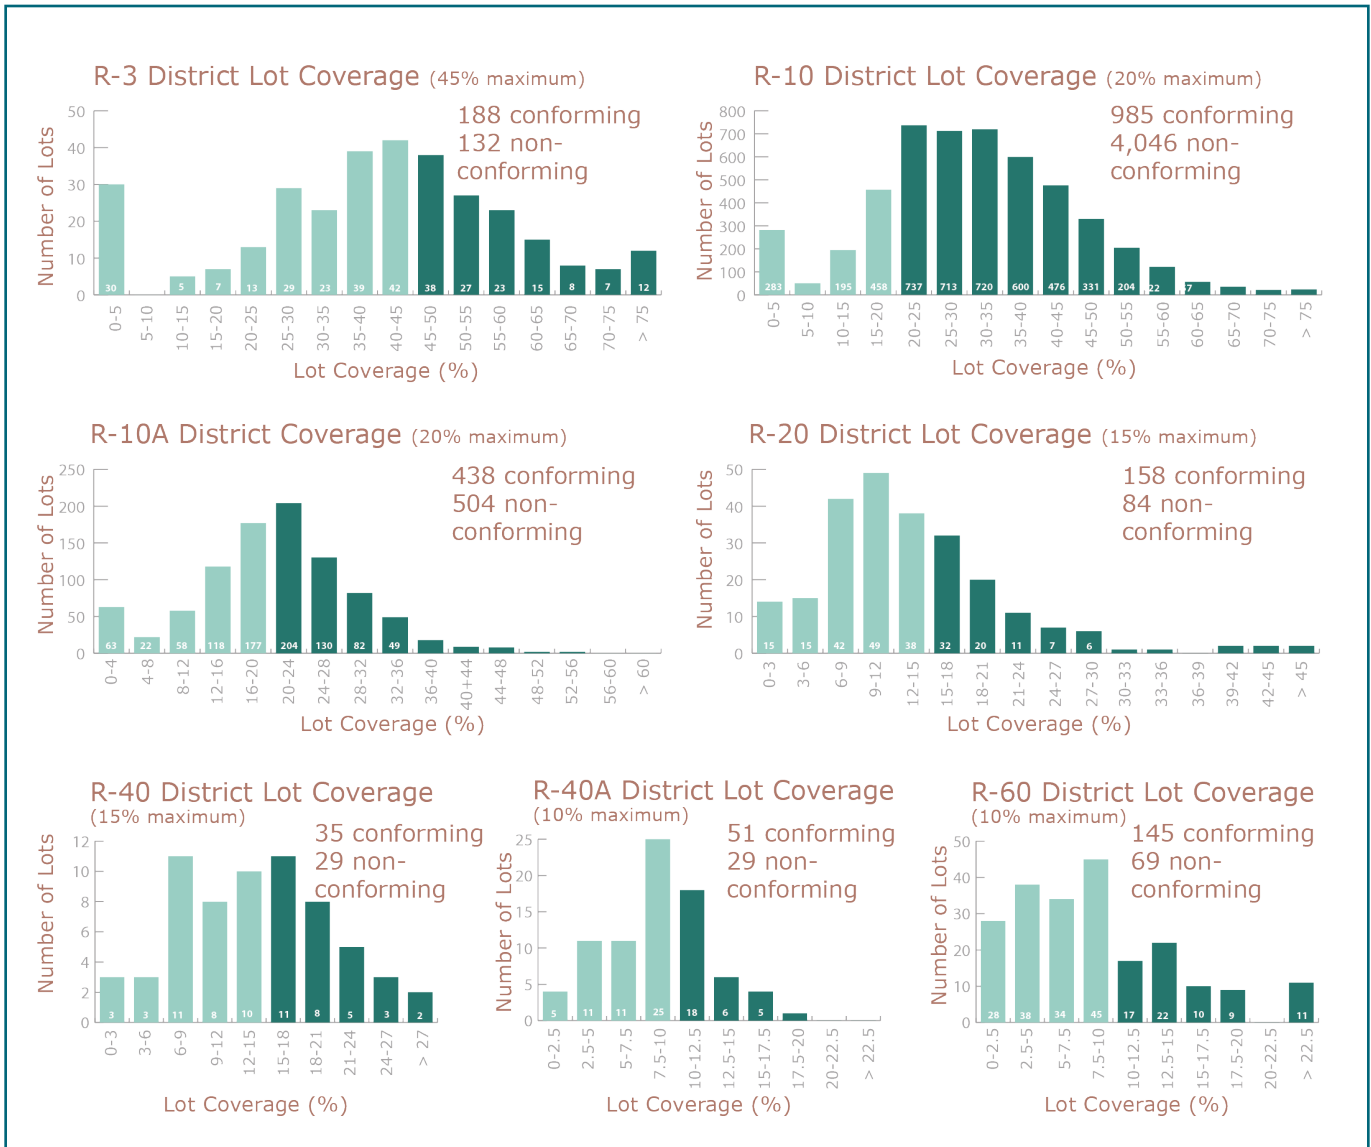 R-3 District Lot Coverage (45% maximum)
188 conforming
132 non-
conforming
Number of Lots
50
40
30
20
10
0
30 5 7 13 29 23 39 42 38 27 23 15 8 7 12
0-5 5-10 10-15 15-20 20-25 25-30 30-35 35-40 40-45 45-50 50-55 55-60 60-65 65-70 70-75 > 75
Lot Coverage (%)
R-10 District Lot Coverage (20% maximum)
985 conforming
4,046 non-
conforming
Number of Lots
800
700
600
500
400
300
200
100
0
283 195 458 737 713 720 600 476 331 204 22 7
0-5 5-10 10-15 15-20 20-25 25-30 30-35 35-40 40-45 45-50 50-55 55-60 60-65 65-70 70-75 > 75
Lot Coverage (%)
R-10A District Coverage (20% maximum)
438 conforming
504 non-
conforming
Number of Lots
250
200
150
100
50
0
63 22 58 118 177 204 130 82 49
0-4 4-8 8-12 12-16 16-20 20-24 24-28 28-32 32-36 36-40 40+44 44-48 48-52 52-56 56-60 > 60
Lot Coverage (%)
R-20 District Lot Coverage (15% maximum)
158 conforming
84 non-
conforming
Number of Lots
50
40
30
20
10
0
15 15 42 49 38 32 20 11 7 6
0-3 3-6 6-9 9-12 12-15 15-18 18-21 21-24 24-27 27-30 30-33 33-36 36-39 39-42 42-45 > 45
Lot Coverage (%)
R-40 District Lot Coverage
(15% maximum)
35 conforming
29 non-
conforming
Number of Lots
12
10
8
6
4
2
0
3 3 11 8 10 11 8 5 3 2
0-3 3-6 6-9 9-12 12-15 15-18 18-21 21-24 24-27 > 27
Lot Coverage (%)
R-40A District Lot Coverage
(10% maximum)
51 conforming
29 non-
conforming
Number of Lots
25
20
15
10
5
0
5 11 11 25 18 6 5
0-2.5 2.5-5 5-7.5 7.5-10 10-12.5 12.5-15 15-17.5 17.5-20 20-22.5 > 22.5
Lot Coverage (%)
R-60 District Lot Coverage
(10% maximum)
145 conforming
69 non-
conforming
Number of Lots
50
40
30
20
10
0
28 38 34 45 17 22 10 9 11
0-2.5 2.5-5 5-7.5 7.5-10 10-12.5 12.5-15 15-17.5 17.5-20 20-22.5 > 22.5
Lot Coverage (%)